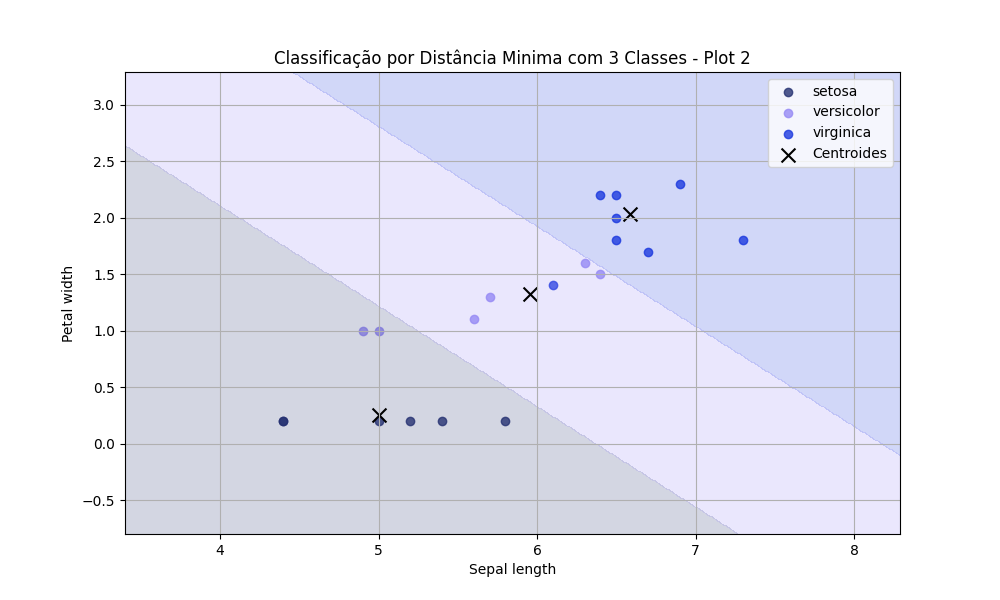 Classificação por Distância Minima com 3 Classes - Plot 2
setosa
versicolor
virginica
Centroides
Petal width
3.0
2.5
2.0
1.5
1.0
0.5
0.0
−0.5
4 5 6 7 8
Sepal length